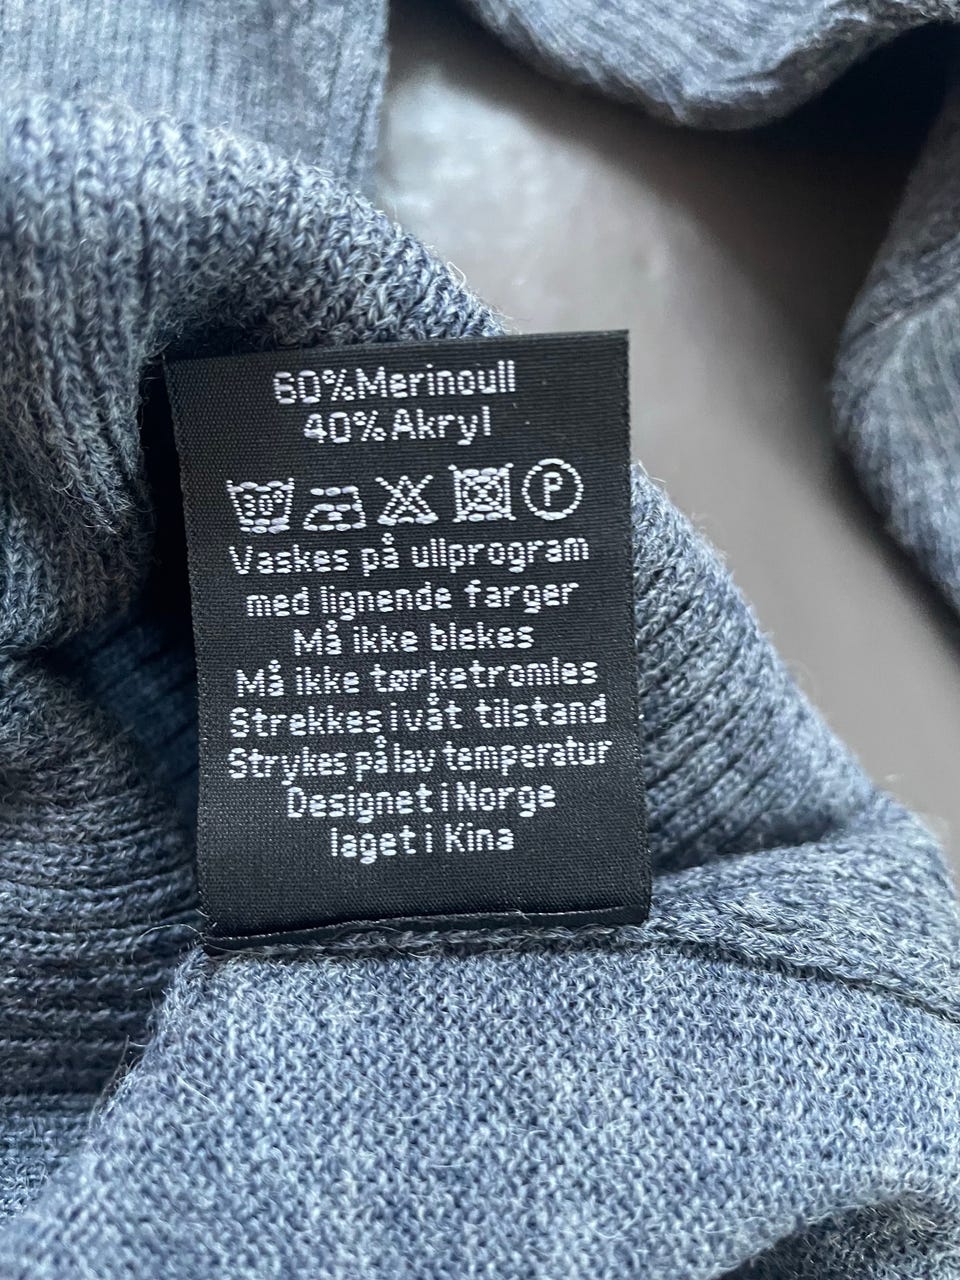 60%Merinoull
40%Akryl
30 P
Vaskes på ullprogram
med lignende farger
Må ikke blekes
Må ikke tørketromles
Strekkes i våt tilstand
Strykes på lav temperatur
Designet i Norge
laget i Kina